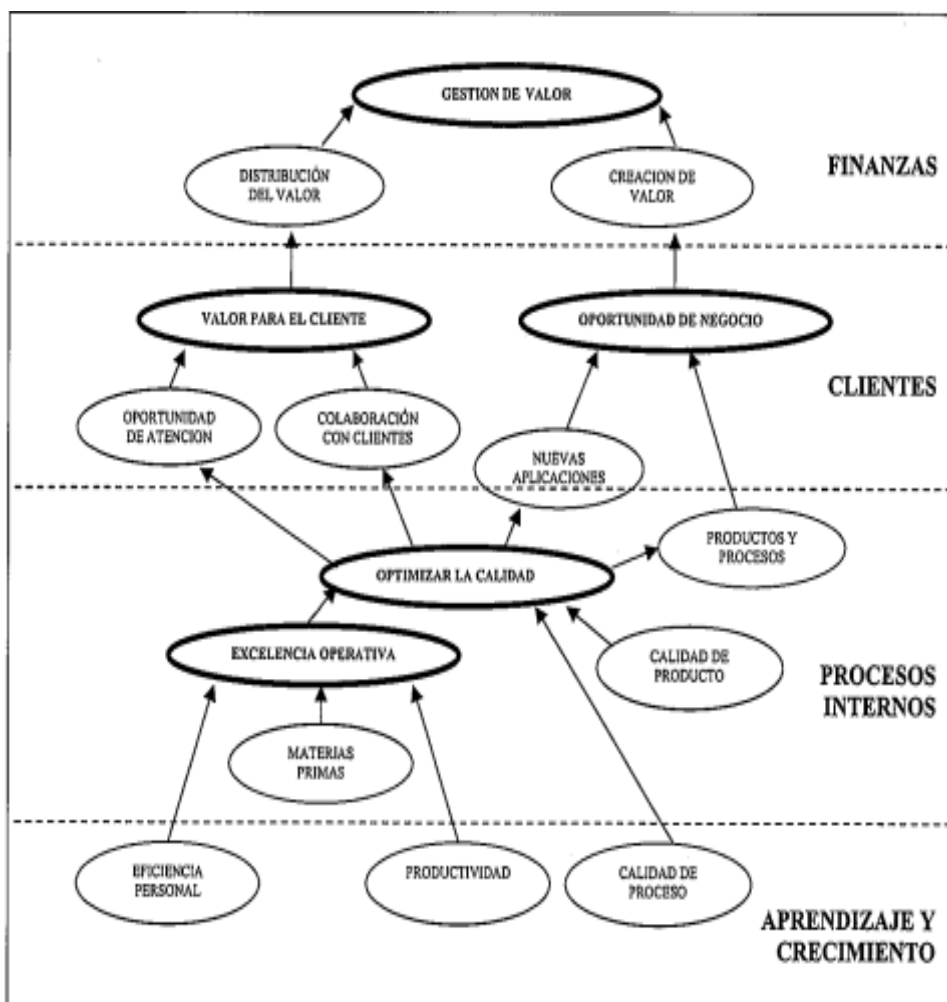 GESTION DE VALOR
DISTRIBUCIÓN
DEL VALOR
CREACION DE
VALOR
FINANZAS
VALOR PARA EL CLIENTE
OPORTUNIDAD DE NEGOCIO
CLIENTES
OPORTUNIDAD
DE ATENCION
COLABORACIÓN
CON CLIENTES
NUEVAS
APLICACIONES
PRODUCTOS Y
PROCESOS
OPTIMIZAR LA CALIDAD
EXCELENCIA OPERATIVA
CALIDAD DE
PRODUCTO
PROCESOS
INTERNOS
MATERIAS
PRIMAS
EFICIENCIA
PERSONAL
PRODUCTIVIDAD
CALIDAD DE
PROCESO
APRENDIZAJE Y
CRECIMIENTO